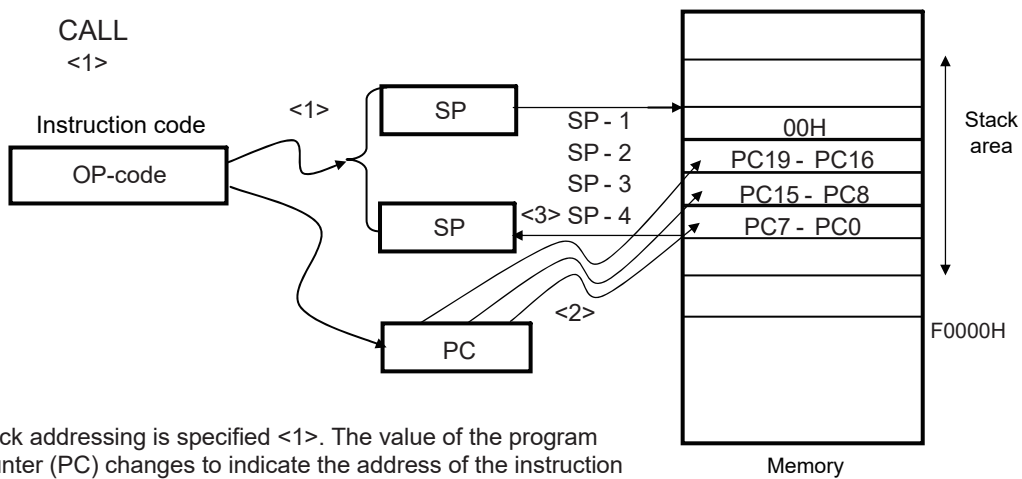 CALL
<1>
Instruction code
OP-code
<1>
SP
SP
<3>
PC
<2>
SP - 1
SP - 2
SP - 3
SP - 4
00H
PC19 - PC16
PC15 - PC8
PC7 - PC0
Stack
area
F0000H
Memory
ck addressing is specified <1>. The value of the program
unter (PC) changes to indicate the address of the instruction